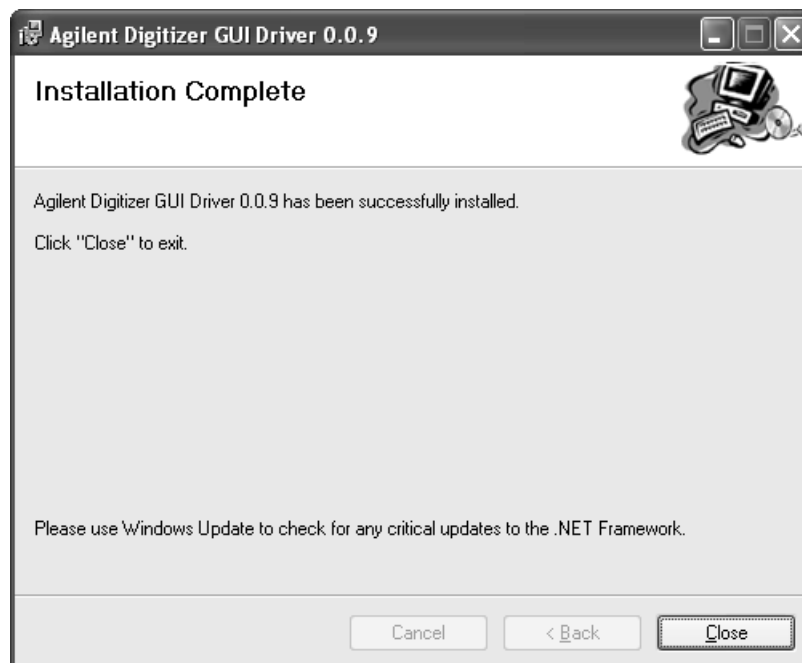 Agilent Digitizer GUI Driver 0.0.9
Installation Complete
Agilent Digitizer GUI Driver 0.0.9 has been successfully installed.
Click "Close" to exit.
Please use Windows Update to check for any critical updates to the .NET Framework.
Cancel
< Back
Close